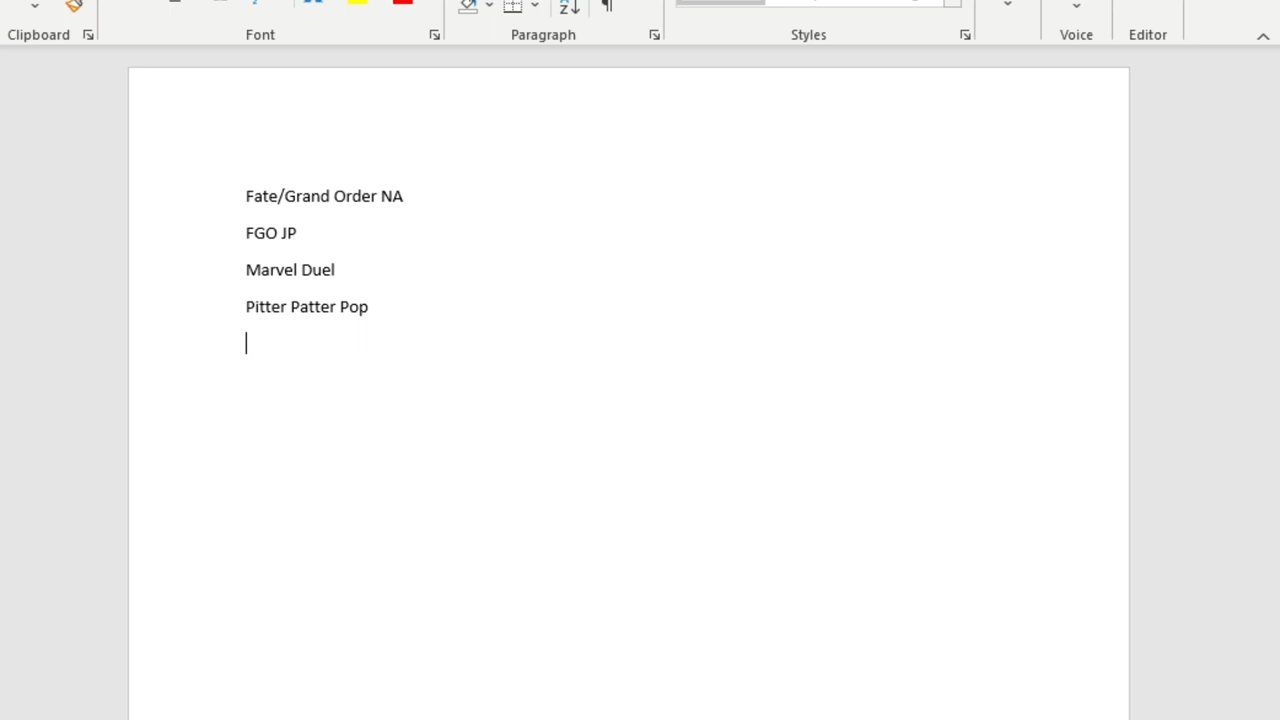 Clipboard Font Paragraph Styles Voice Editor
Fate/Grand Order NA
FGO JP
Marvel Duel
Pitter Patter Pop